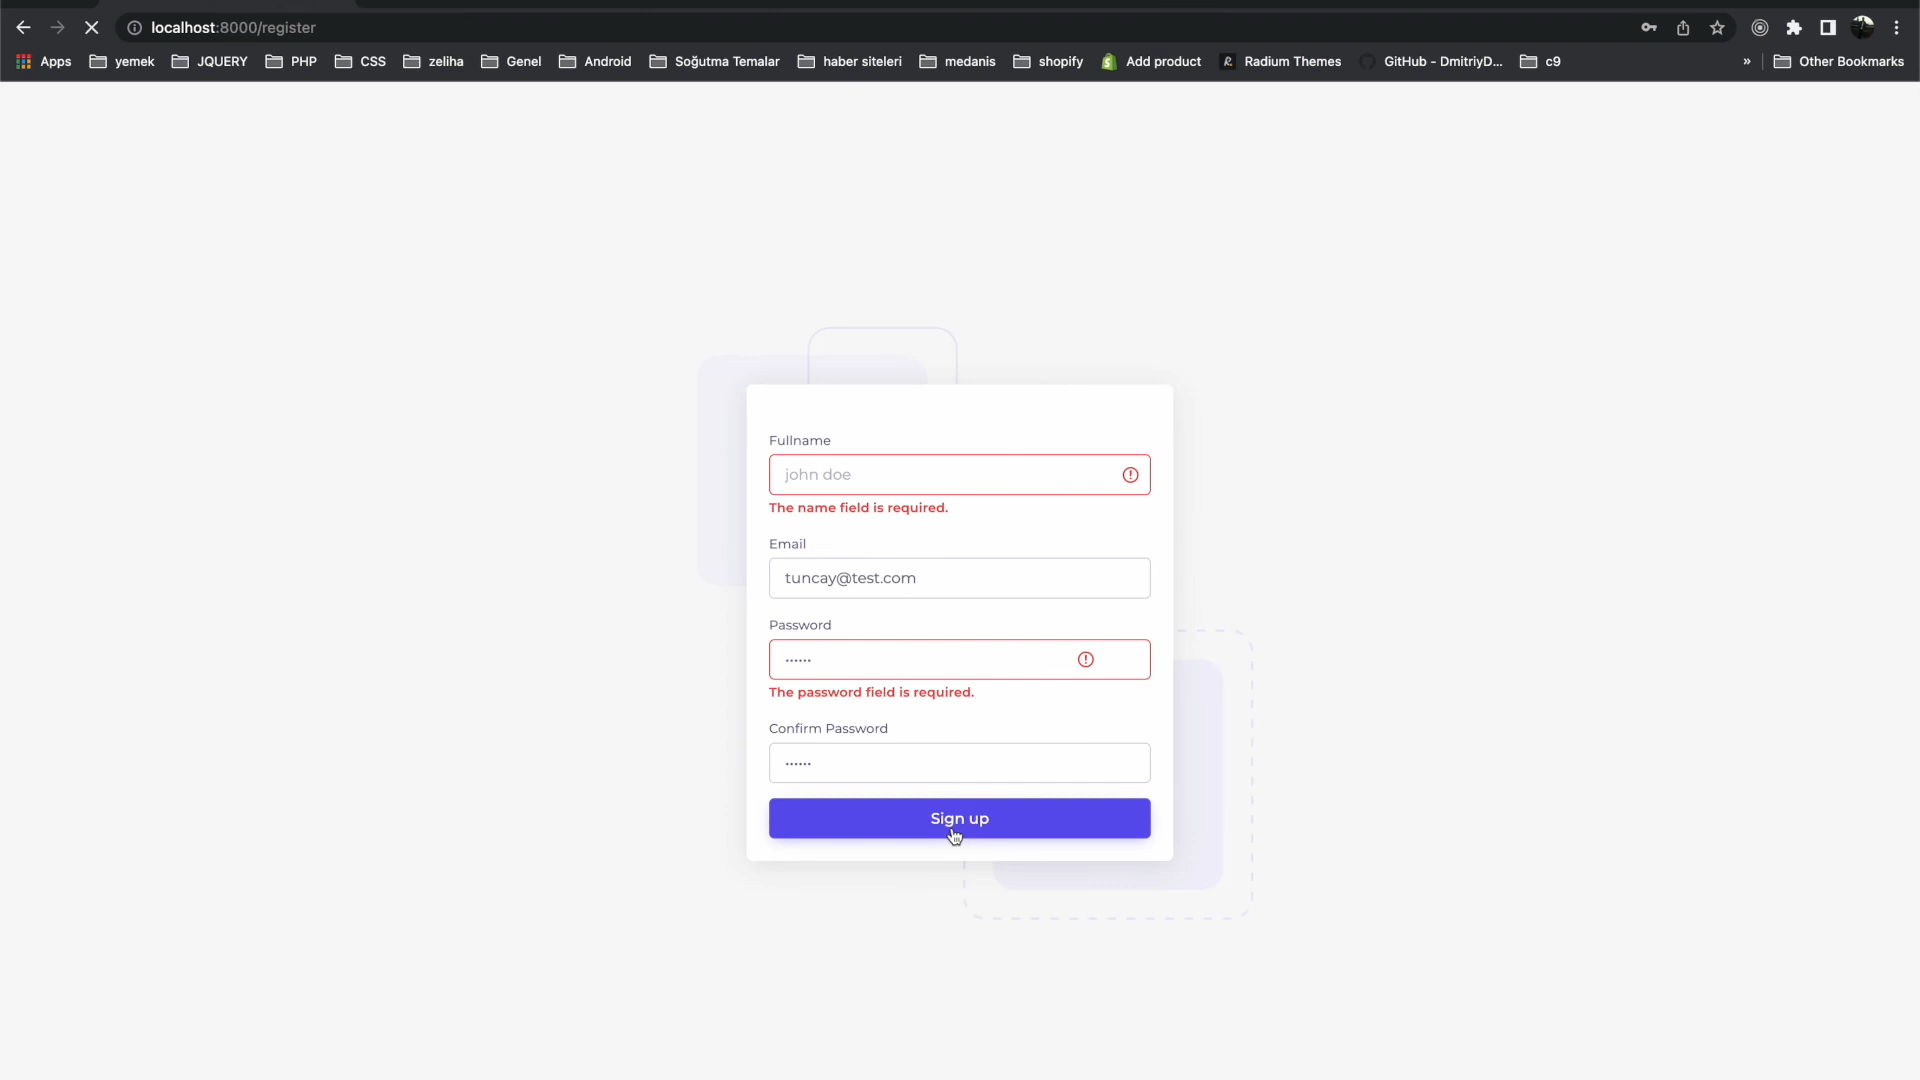 localhost:8000/register
Apps yemek JQUERY PHP CSS zeliha Genel Android Soğutma Temalar haber siteleri medanis shopify Add product Radium Themes GitHub - DmitriyD... c9 » Other Bookmarks
Fullname
john doe
The name field is required.
Email
tuncay@test.com
Password
The password field is required.
Confirm Password
Sign up